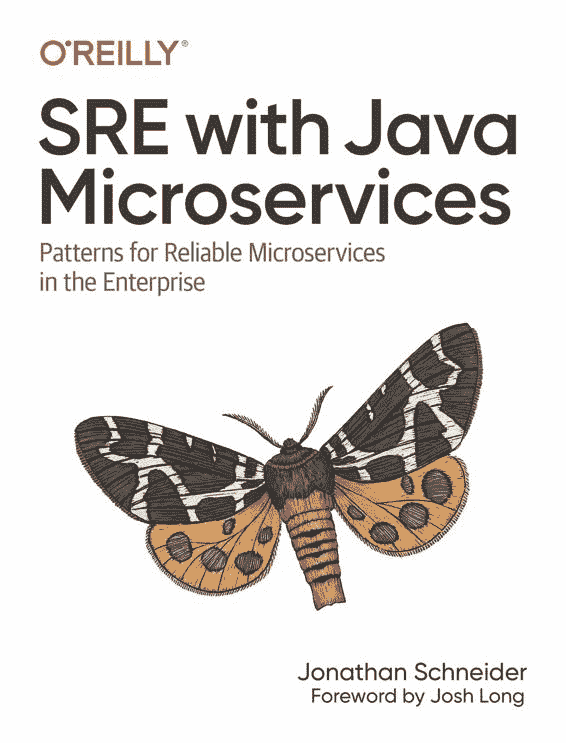 O'REILLY®
SRE with Java
Microservices
Patterns for Reliable Microservices
in the Enterprise
Jonathan Schneider
Foreword by Josh Long